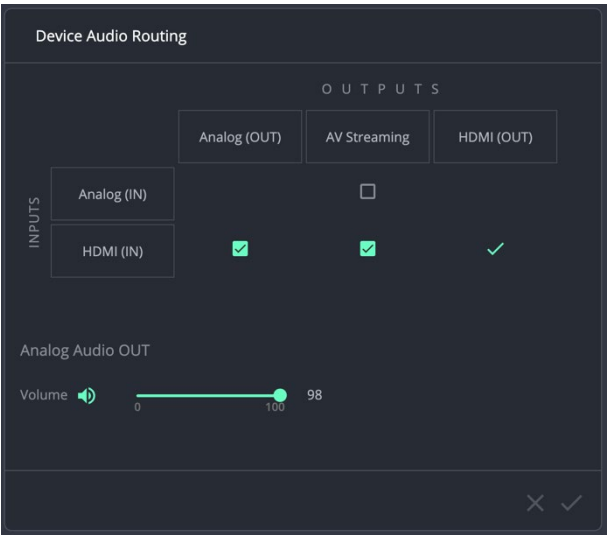 Device Audio Routing
OUTPUTS
Analog (OUT) AV Streaming HDMI (OUT)
INPUTS
Analog (IN)
HDMI (IN)
Analog Audio OUT
Volume 98
0 100